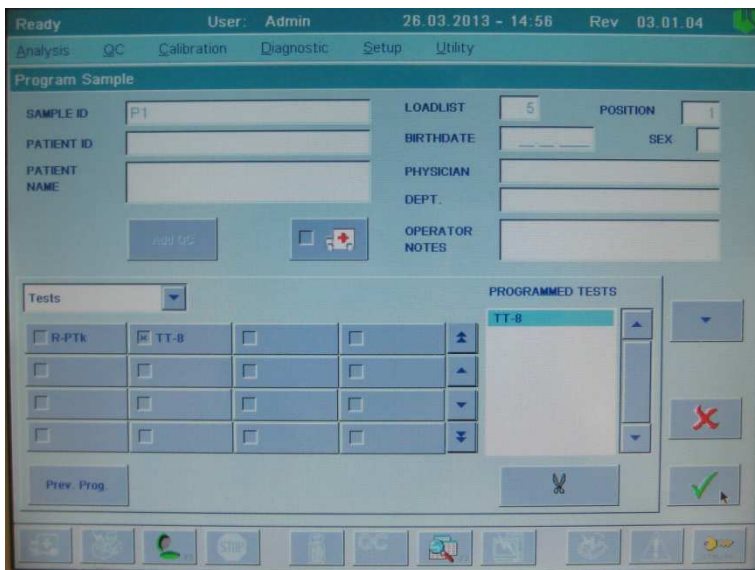 Ready User: Admin 26.03.2013 - 14:56 Rev 03.01.04
Analysis QC Calibration Diagnostic Setup Utility
Program Sample
SAMPLE ID P1 LOADLIST 5 POSITION 1
PATIENT ID BIRTHDATE SEX
PATIENT NAME PHYSICIAN
DEPT.
Add QC OPERATOR NOTES
Tests PROGRAMMED TESTS
R-PTk TT-8 TT-8
Prev. Prog.
STOP QC